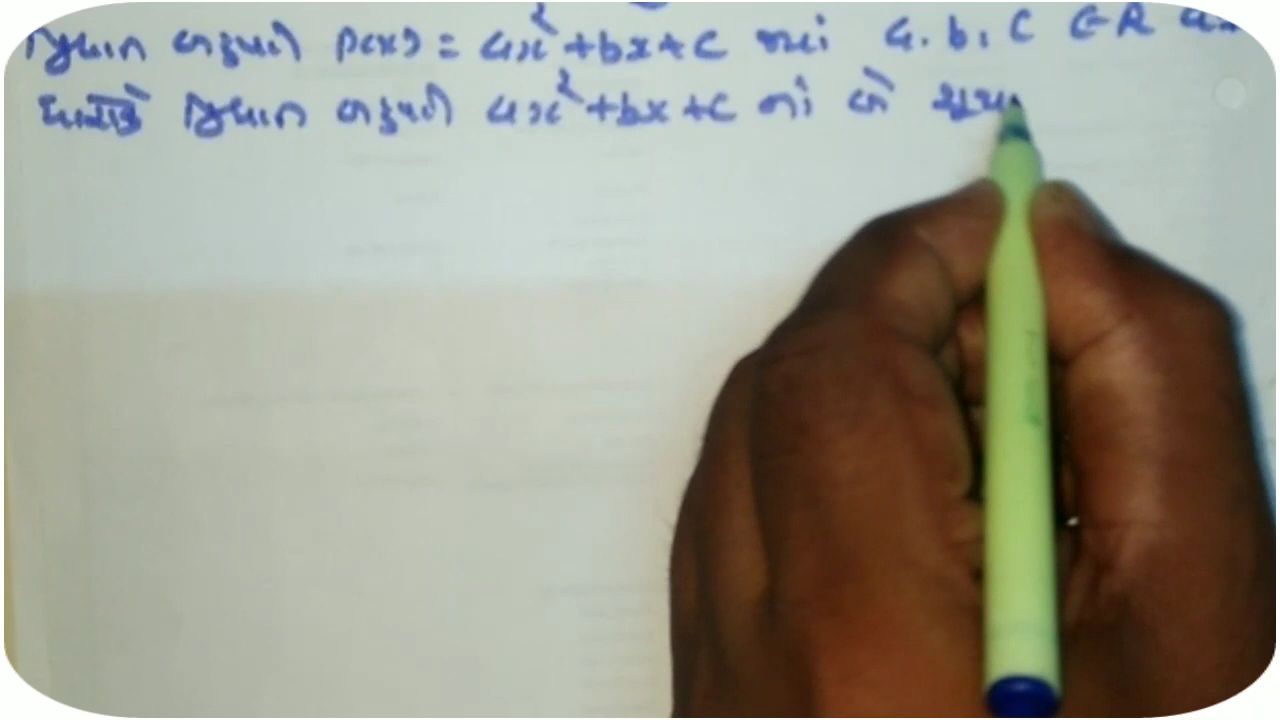 દ્વિઘાત બહુપદી P(x) = ax²+bx+c માં a, b, c ∈ R
ધારોકે દ્વિઘાત બહુપદી ax²+bx+c નાં બે શૂન્ય